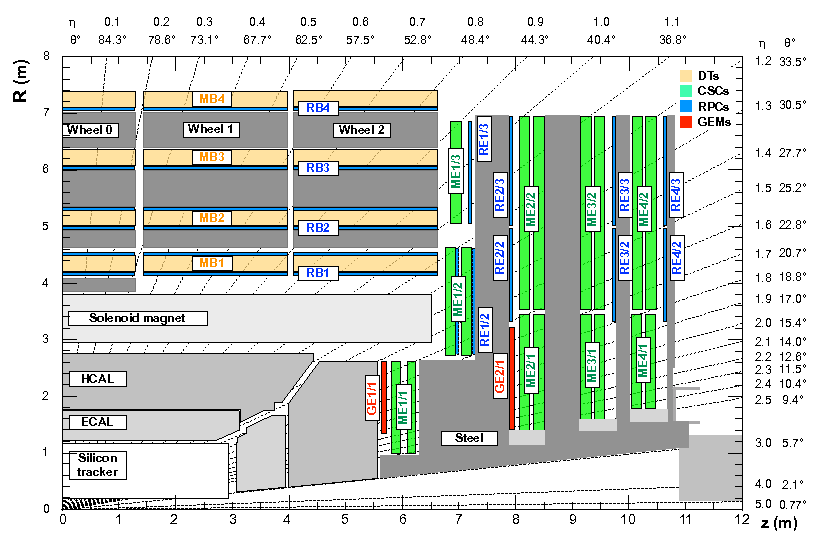 η 0.1 0.2 0.3 0.4 0.5 0.6 0.7 0.8 0.9 1.0 1.1
θ° 84.3° 78.6° 73.1° 67.7° 62.5° 57.5° 52.8° 48.4° 44.3° 40.4° 36.8° η θ°
R (m)
8
7
6
5
4
3
2
1
0
1.2 33.5°
1.3 30.5°
1.4 27.7°
1.5 25.2°
1.6 22.8°
1.7 20.7°
1.8 18.8°
1.9 17.0°
2.0 15.4°
2.1 14.0°
2.2 12.6°
2.3 11.5°
2.4 10.4°
2.5 9.4°
3.0 5.7°
4.0 2.1°
5.0 0.77°
DTs
CSCs
RPCs
GEMs
MB4
RB4
Wheel 0 Wheel 1 Wheel 2
MB3
RB3
MB2
RB2
MB1
RB1
Solenoid magnet
HCAL
ECAL
Silicon
tracker
Steel
ME1/3
RE1/3
ME1/2
RE1/2
GE1/1
ME1/1
RE2/3
RE2/2
GE2/1
ME2/2
ME2/1
ME3/2
ME3/1
RE3/3
RE3/2
ME4/2
ME4/1
RE4/3
RE4/2
0 1 2 3 4 5 6 7 8 9 10 11 12
z (m)